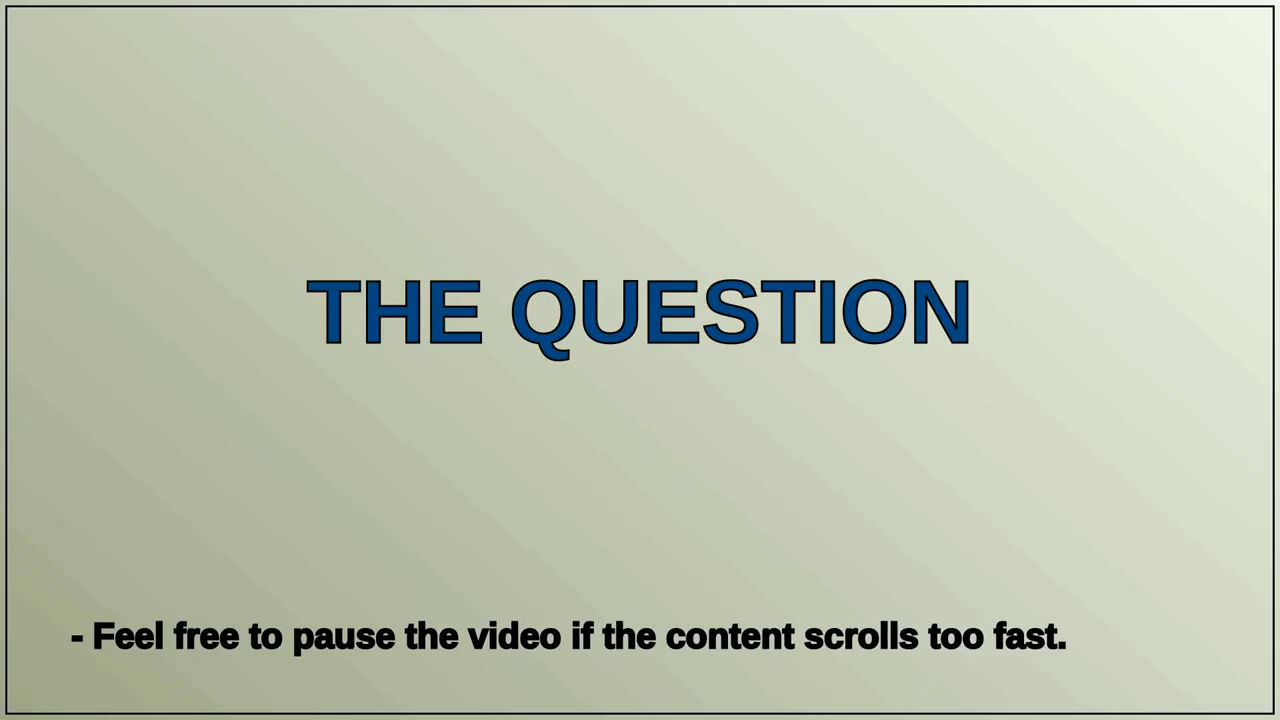 THE QUESTION
- Feel free to pause the video if the content scrolls too fast.